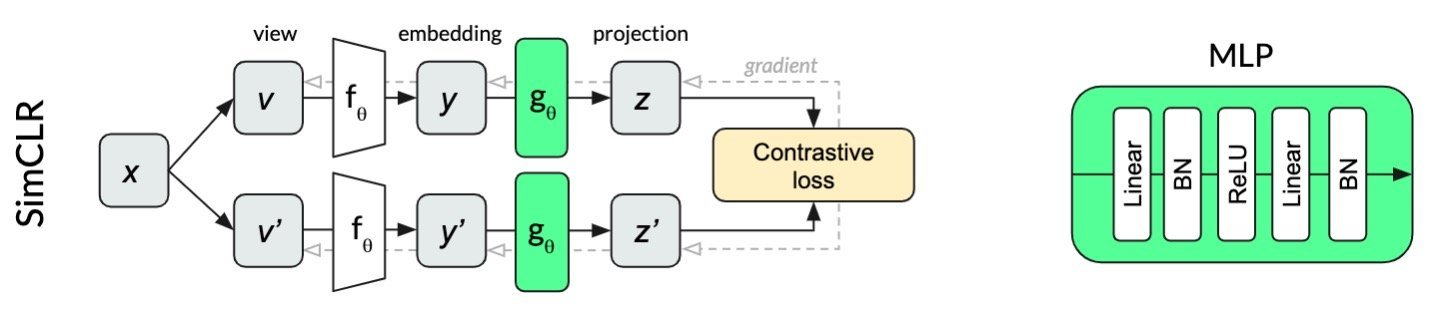 SimCLR
view
embedding
projection
gradient
x
v
fθ
y
gθ
z
Contrastive
loss
v’
fθ
y’
gθ
z’
MLP
Linear
BN
ReLU
Linear
BN